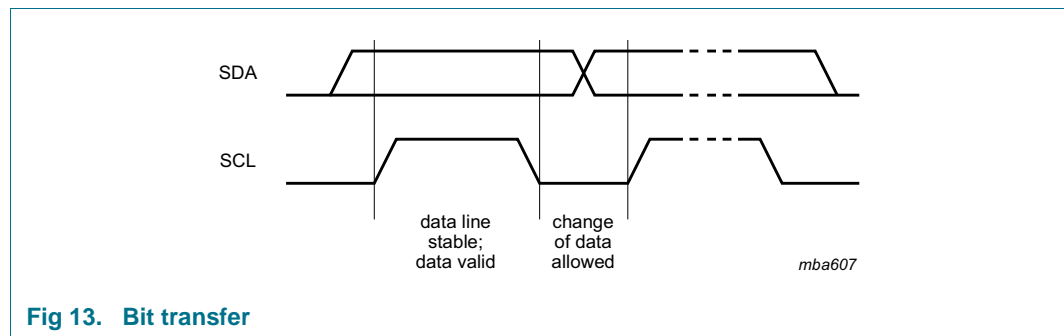 SDA
SCL
data line
stable;
data valid
change
of data
allowed
mba607
Fig 13. Bit transfer